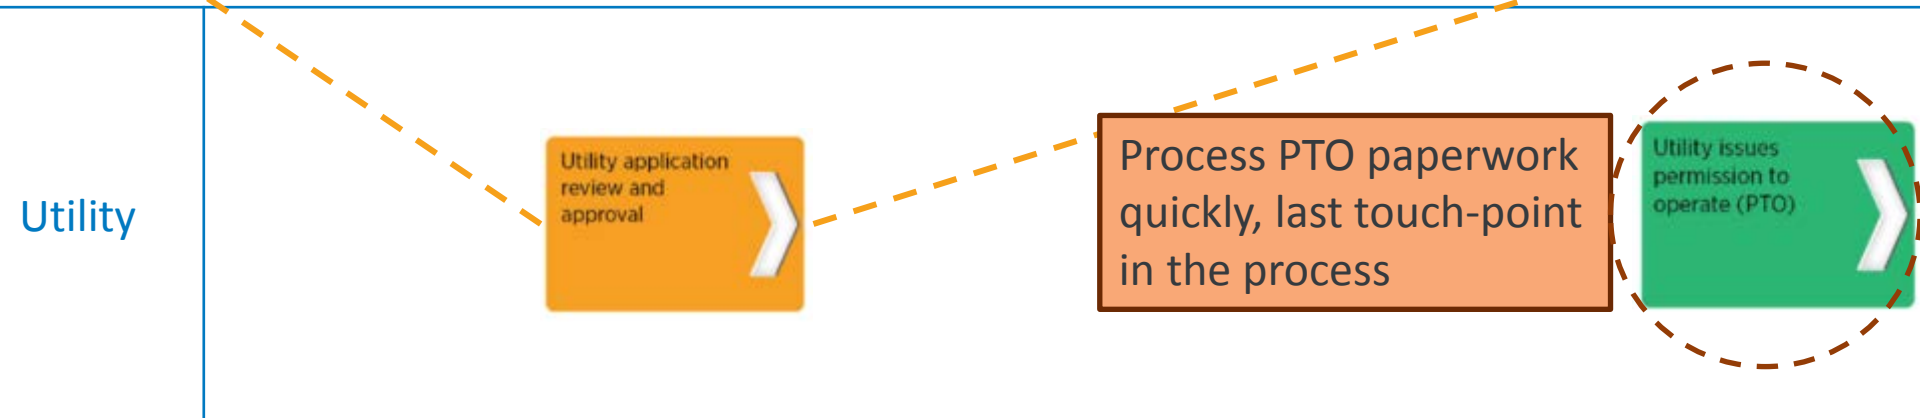 Utility
Utility application
review and
approval
Process PTO paperwork
quickly, last touch-point
in the process
Utility issues
permission to
operate (PTO)